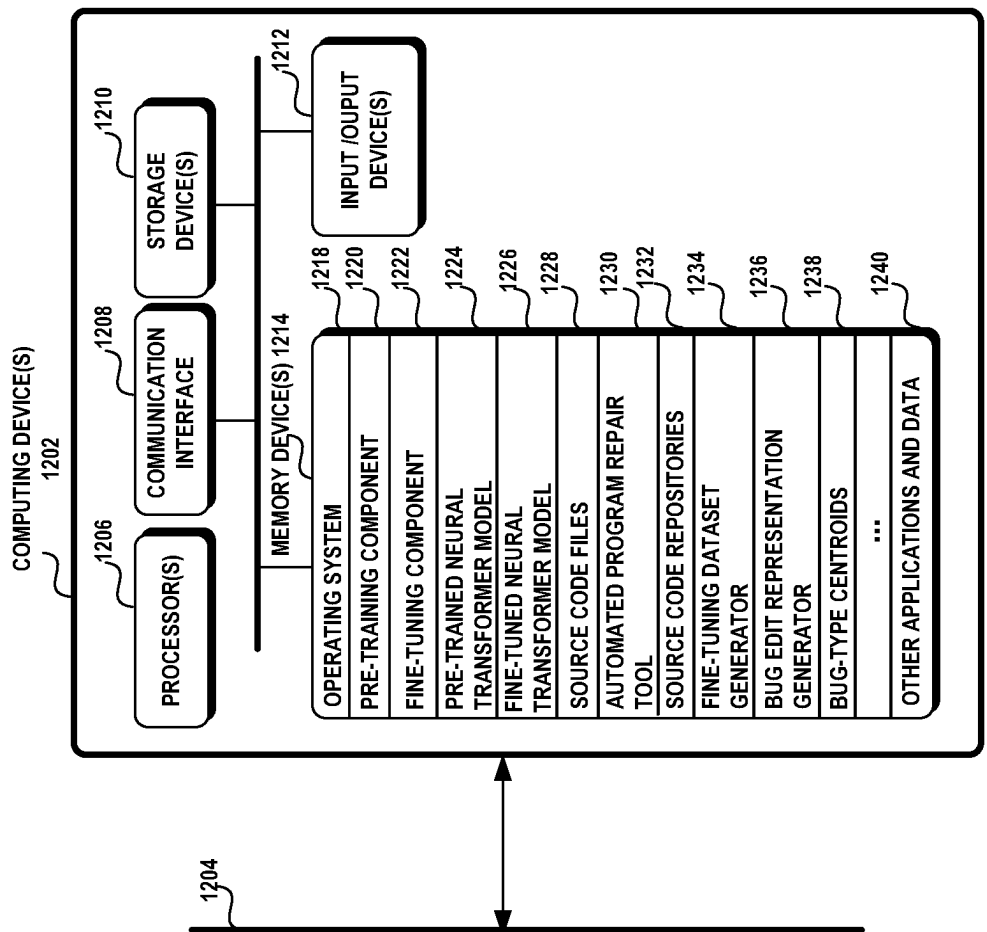 COMPUTING DEVICE(S)
1202
1206
1208
1210
PROCESSOR(S)
COMMUNICATION
INTERFACE
STORAGE
DEVICE(S)
MEMORY DEVICE(S) 1214
1212
INPUT /OUPUT
DEVICE(S)
OPERATING SYSTEM
1218
PRE-TRAINING COMPONENT
1220
FINE-TUNING COMPONENT
1222
PRE-TRAINED NEURAL
TRANSFORMER MODEL
1224
FINE-TUNED NEURAL
TRANSFORMER MODEL
1226
SOURCE CODE FILES
1228
AUTOMATED PROGRAM REPAIR
TOOL
1230
SOURCE CODE REPOSITORIES
1232
FINE-TUNING DATASET
GENERATOR
1234
BUG EDIT REPRESENTATION
GENERATOR
1236
BUG-TYPE CENTROIDS
1238
...
OTHER APPLICATIONS AND DATA
1240
1204